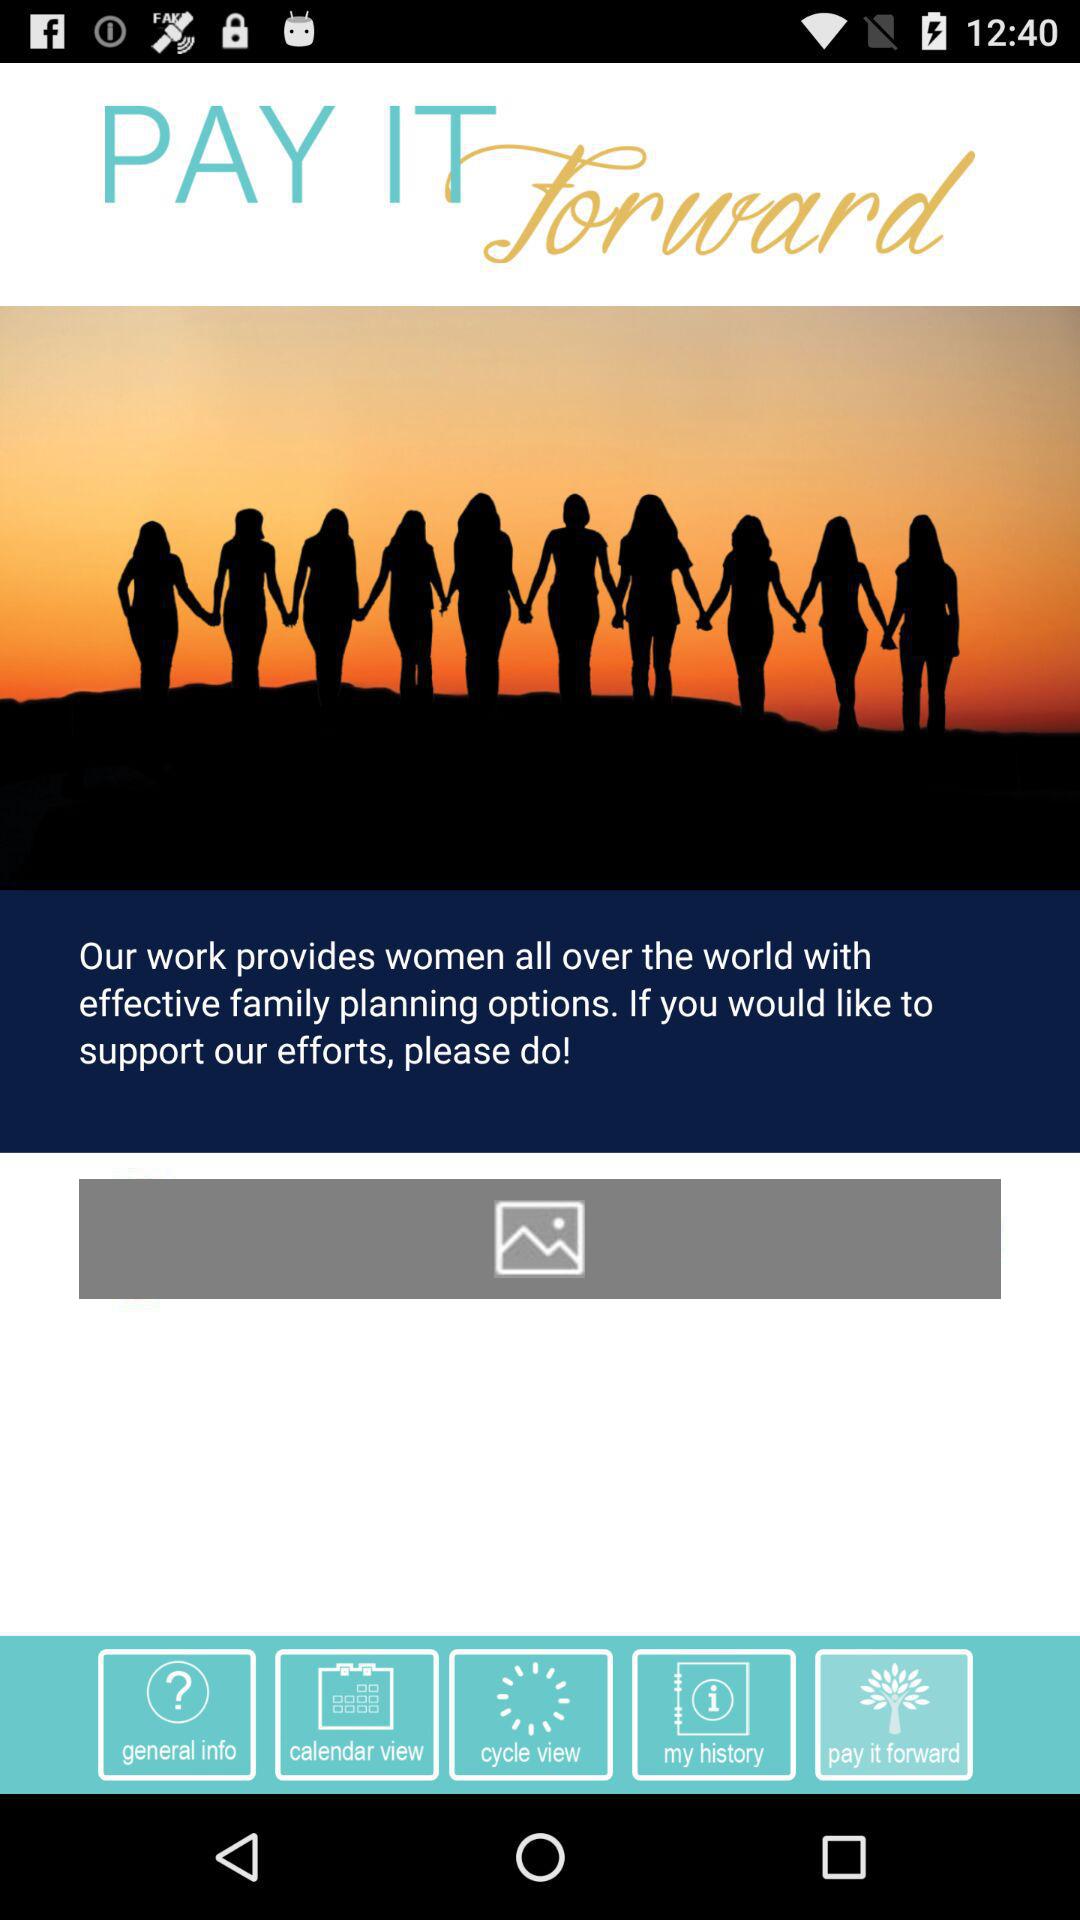 FAKE
12:40
PAY IT
forward
Our work provides women all over the world with
effective family planning options. If you would like to
support our efforts, please do!
general info
calendar view
cycle view
my history
pay it forward